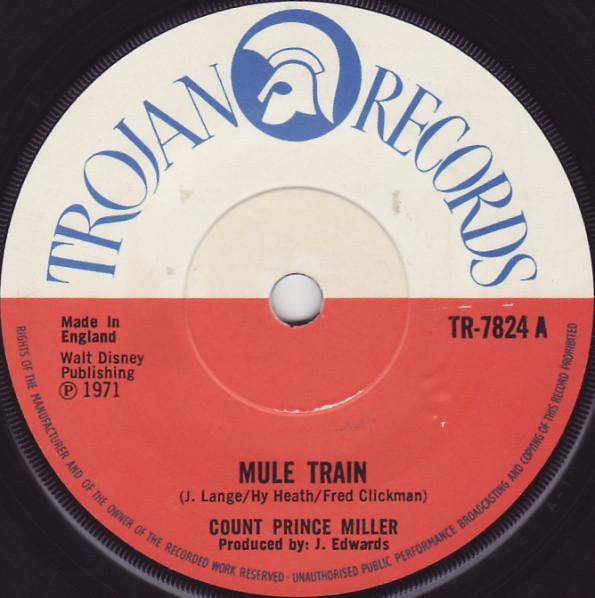 TROJAN RECORDS
Made In
England
Walt Disney
Publishing
℗ 1971
TR-7824 A
MULE TRAIN
(J. Lange/Hy Heath/Fred Clickman)
COUNT PRINCE MILLER
Produced by: J. Edwards
RIGHTS OF THE MANUFACTURER AND OF THE OWNER OF THE RECORDED WORK RESERVED - UNAUTHORISED PUBLIC PERFORMANCE BROADCASTING AND COPYING OF THIS RECORD PROHIBITED